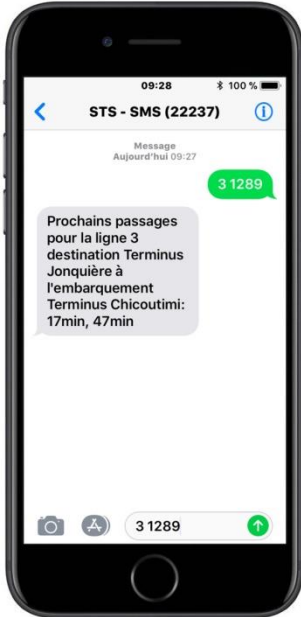 09:28
100 %
STS - SMS (22237)
Message
Aujourd'hui 09:27
3 1289
Prochains passages
pour la ligne 3
destination Terminus
Jonquière à
l'embarquement
Terminus Chicoutimi:
17min, 47min
3 1289